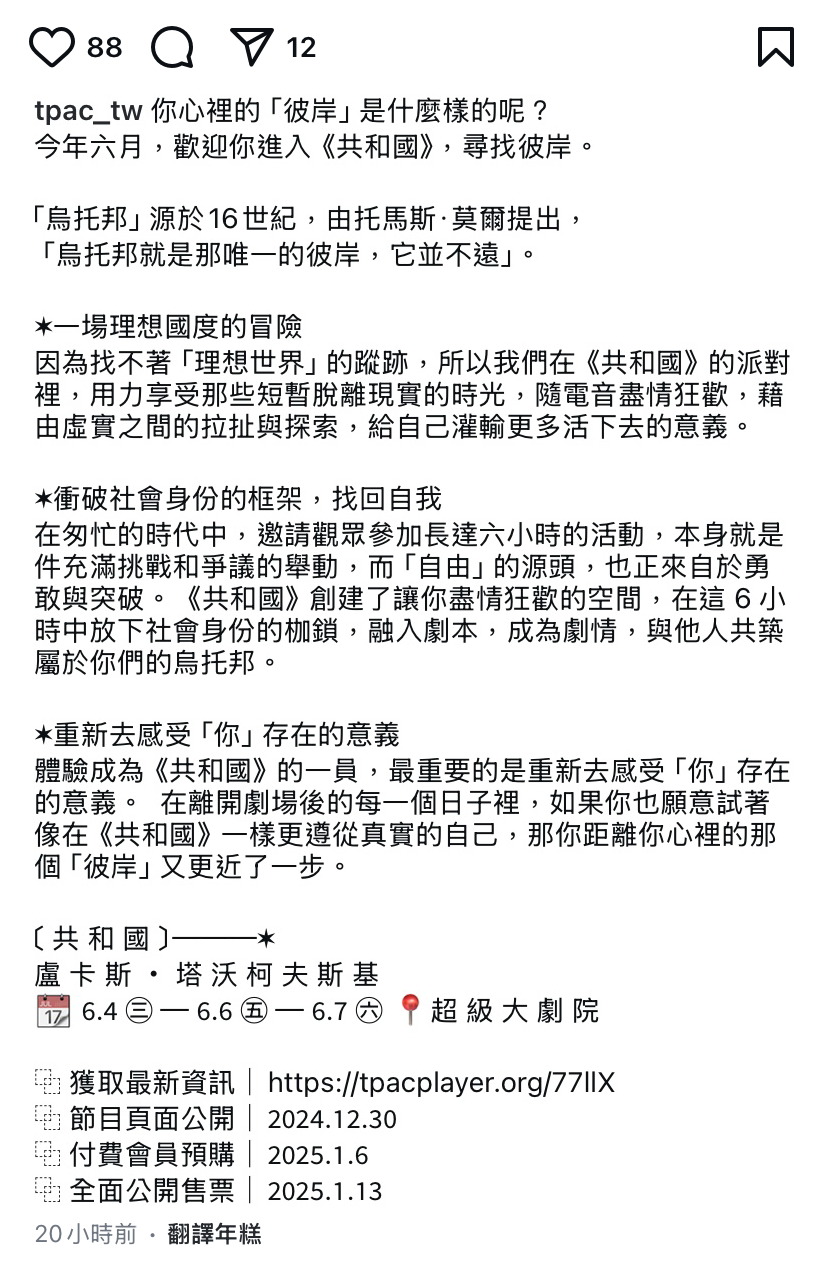 88 12
tpac_tw 你心裡的「彼岸」是什麼樣的呢？
今年六月，歡迎你進入《共和國》，尋找彼岸。
「烏托邦」源於16世紀，由托馬斯·莫爾提出，
「烏托邦就是那唯一的彼岸，它並不遠」。
✶一場理想國度的冒險
因為找不著「理想世界」的蹤跡，所以我們在《共和國》的派對
裡，用力享受那些短暫脫離現實的時光，隨電音盡情狂歡，藉
由虛實之間的拉扯與探索，給自己灌輸更多活下去的意義。
✶衝破社會身份的框架，找回自我
在匆忙的時代中，邀請觀眾參加長達六小時的活動，本身就是
件充滿挑戰和爭議的舉動，而「自由」的源頭，也正來自於勇
敢與突破。《共和國》創建了讓你盡情狂歡的空間，在這 6 小
時中放下社會身份的枷鎖，融入劇本，成為劇情，與他人共築
屬於你們的烏托邦。
✶重新去感受「你」存在的意義
體驗成為《共和國》的一員，最重要的是重新去感受「你」存在
的意義。 在離開劇場後的每一個日子裡，如果你也願意試著
像在《共和國》一樣更遵從真實的自己，那你距離你心裡的那
個「彼岸」又更近了一步。
〔 共 和 國 〕———✶
盧 卡 斯 ・ 塔 沃 柯 夫 斯 基
📅 6.4 ㊂ — 6.6 ㊄ — 6.7 ㊅ 📍超 級 大 劇 院
⿻ 獲取最新資訊｜ https://tpacplayer.org/77llX
⿻ 節目頁面公開｜ 2024.12.30
⿻ 付費會員預購｜ 2025.1.6
⿻ 全面公開售票｜ 2025.1.13
20小時前 · 翻譯年糕